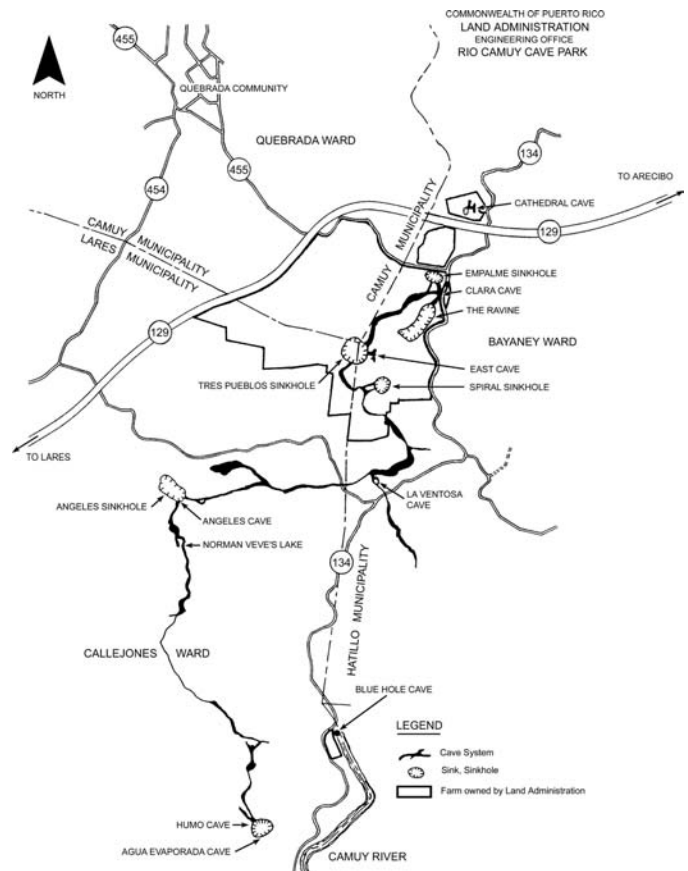 COMMONWEALTH OF PUERTO RICO
LAND ADMINISTRATION
ENGINEERING OFFICE
RIO CAMUY CAVE PARK
455
NORTH
QUEBRADA COMMUNITY
QUEBRADA WARD
134
455
454
TO ARECIBO
CATHEDRAL CAVE
129
CAMUY MUNICIPALITY
LARES MUNICIPALITY
CAMUY MUNICIPALITY
EMPALME SINKHOLE
CLARA CAVE
THE RAVINE
129
BAYANEY WARD
EAST CAVE
TRES PUEBLOS SINKHOLE
SPIRAL SINKHOLE
TO LARES
LA VENTOSA
CAVE
ANGELES SINKHOLE
ANGELES CAVE
NORMAN VEVE'S LAKE
134
HATILLO MUNICIPALITY
CALLEJONES WARD
BLUE HOLE CAVE
LEGEND
Cave System
Sink, Sinkhole
Farm owned by Land Administration
HUMO CAVE
AGUA EVAPORADA CAVE
CAMUY RIVER